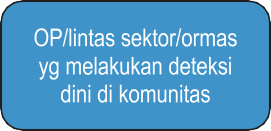 OP/lintas sektor/ormas
yg melakukan deteksi
dini di komunitas